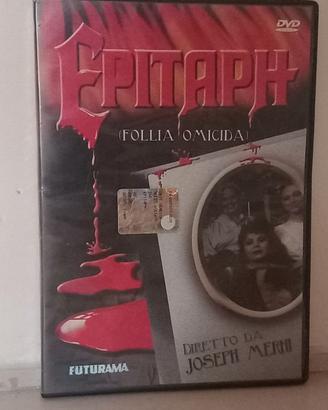 DVD
EPITAPH
(FOLLIA OMICIDA)
DIRETTO DA
JOSEPH MERHI
FUTURAMA